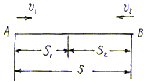 v₁ v₂
A B
S₁ S₂
S